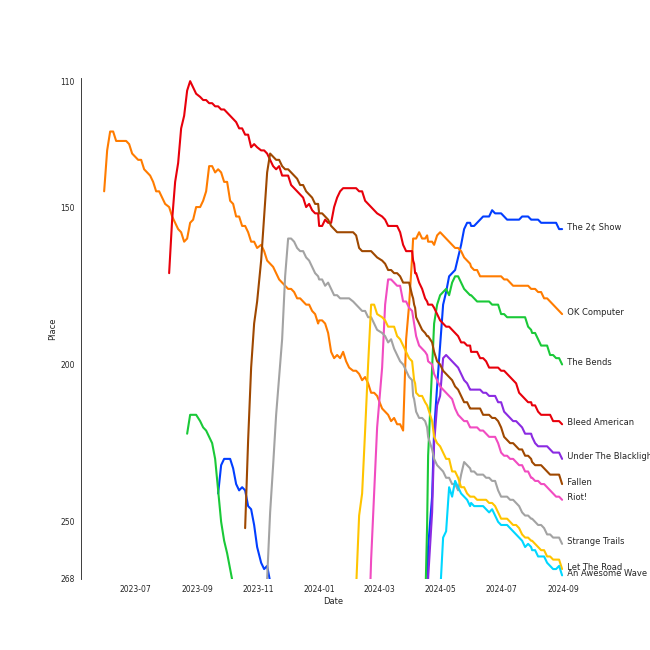 110
150
200
250
268
Place
2023-07
2023-09
2023-11
2024-01
2024-03
2024-05
2024-07
2024-09
Date
The 2¢ Show
OK Computer
The Bends
Bleed American
Under The Blackligh
Fallen
Riot!
Strange Trails
Let The Road
An Awesome Wave